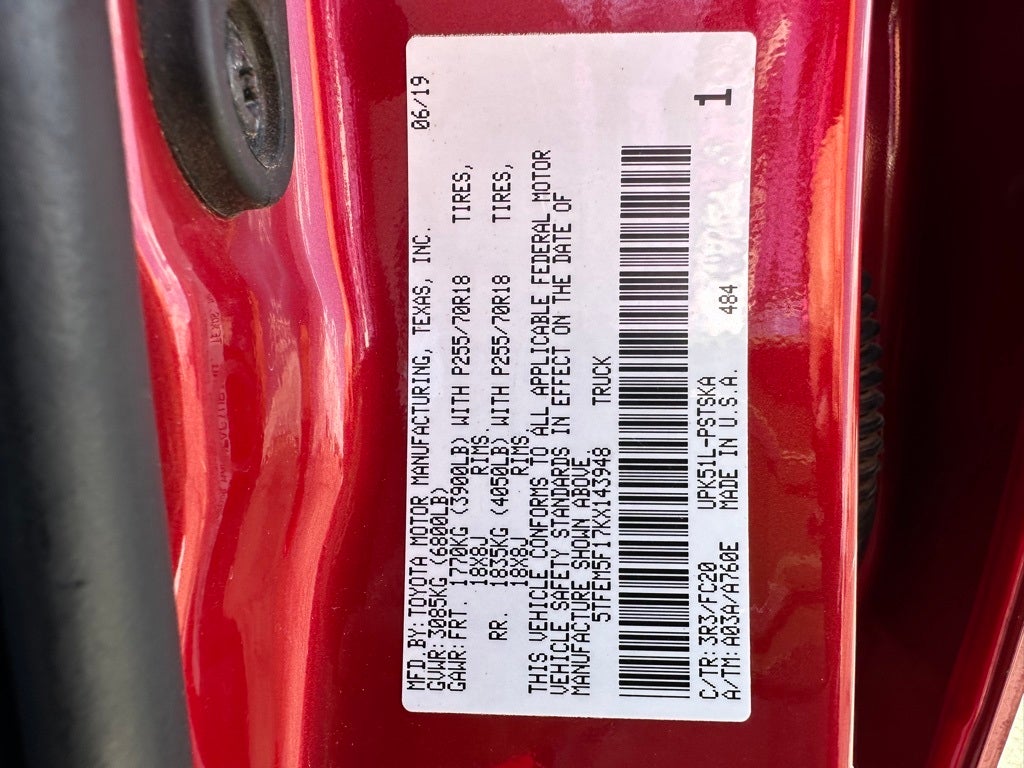 MFD.BY:TOYOTA MOTOR MANUFACTURING, TEXAS, INC. 06/19
GVWR:3085KG (6800LB)
GAWR:FRT. 1770KG (3900LB) WITH P255/70R18 TIRES,
18X8J RIMS.
RR. 1835KG (4050LB) WITH P255/70R18 TIRES,
18X8J RIMS.
THIS VEHICLE CONFORMS TO ALL APPLICABLE FEDERAL MOTOR
VEHICLE SAFETY STANDARDS IN EFFECT ON THE DATE OF
MANUFACTURE SHOWN ABOVE.
5TFEM5F17KX143948 TRUCK
C/TR:3R3/FC20 UPK51L-PSTSKA
A/TM:A03A/A760E MADE IN U.S.A. 484 1